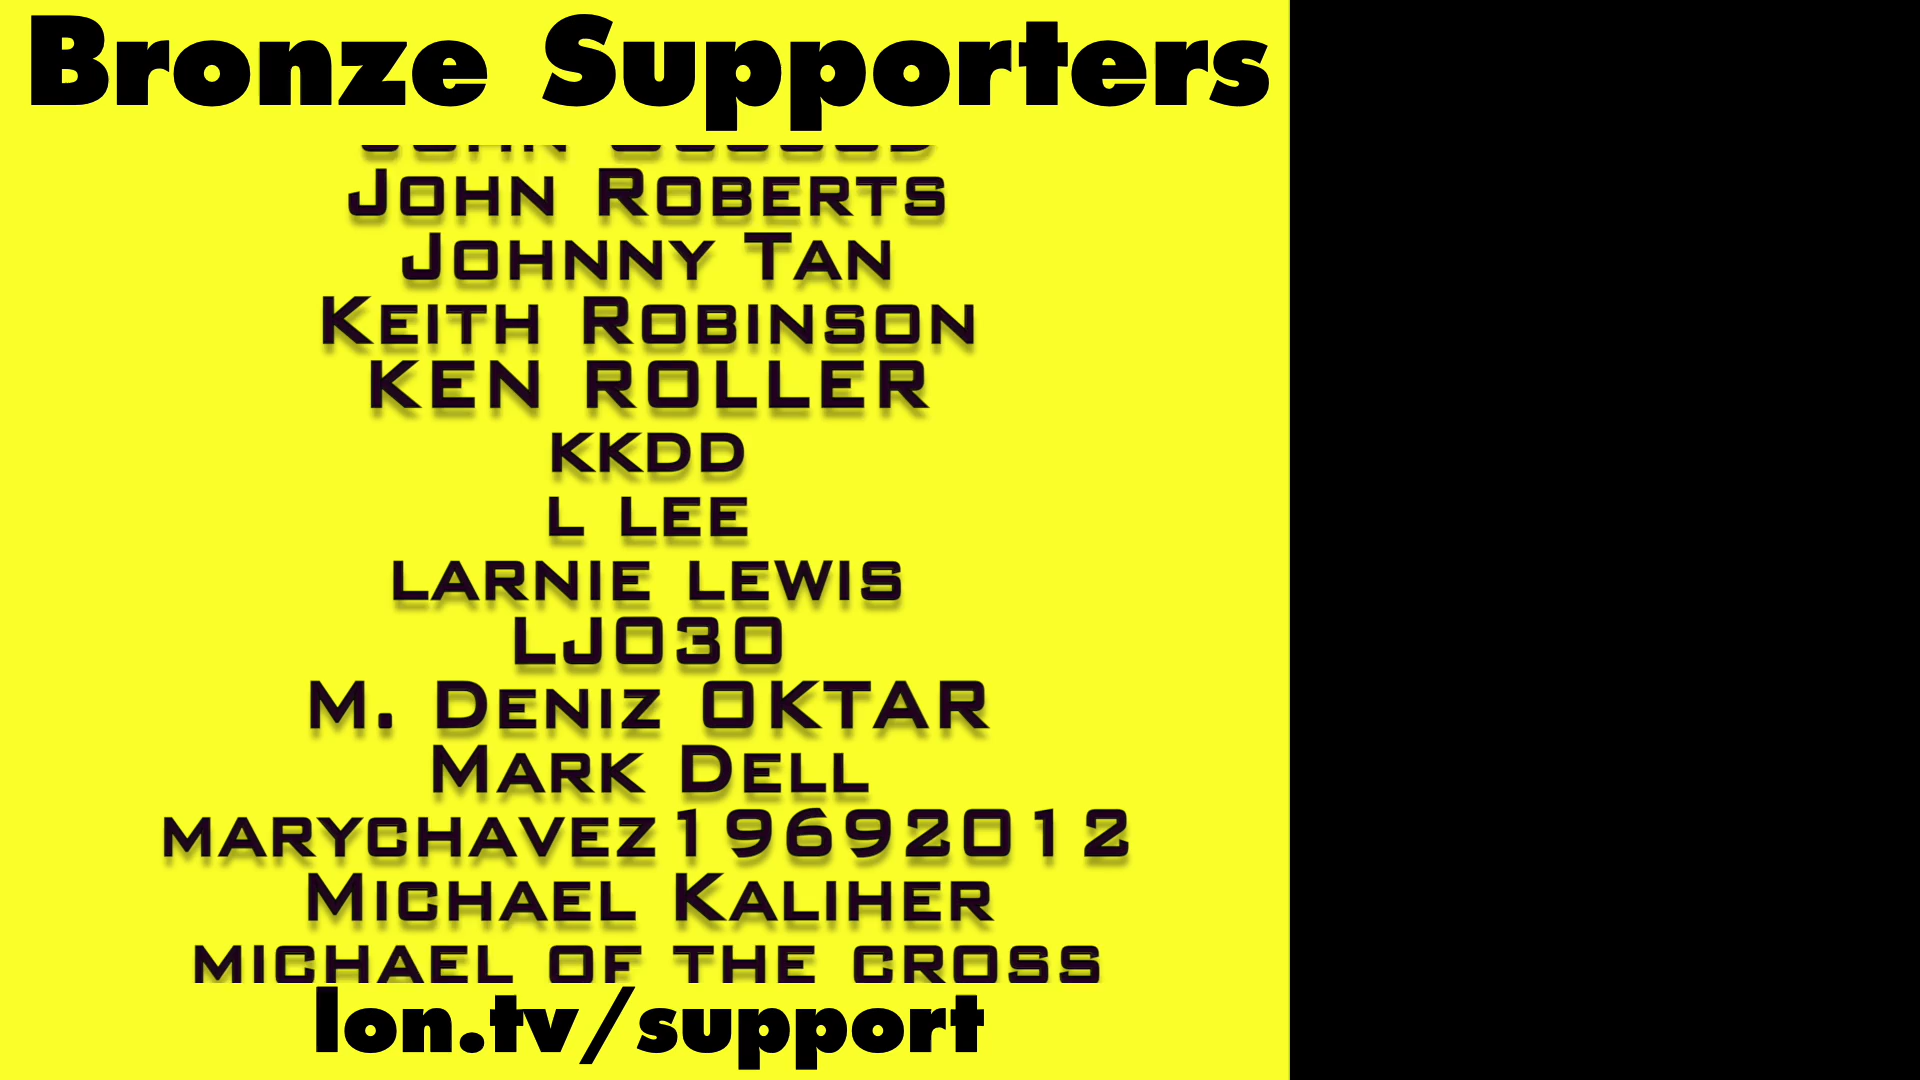 Bronze Supporters
John Roberts
Johnny Tan
Keith Robinson
KEN ROLLER
kkdd
l lee
larnie lewis
LJ030
M. Deniz OKTAR
Mark Dell
marychavez19692012
Michael Kaliher
michael of the cross
lon.tv/support